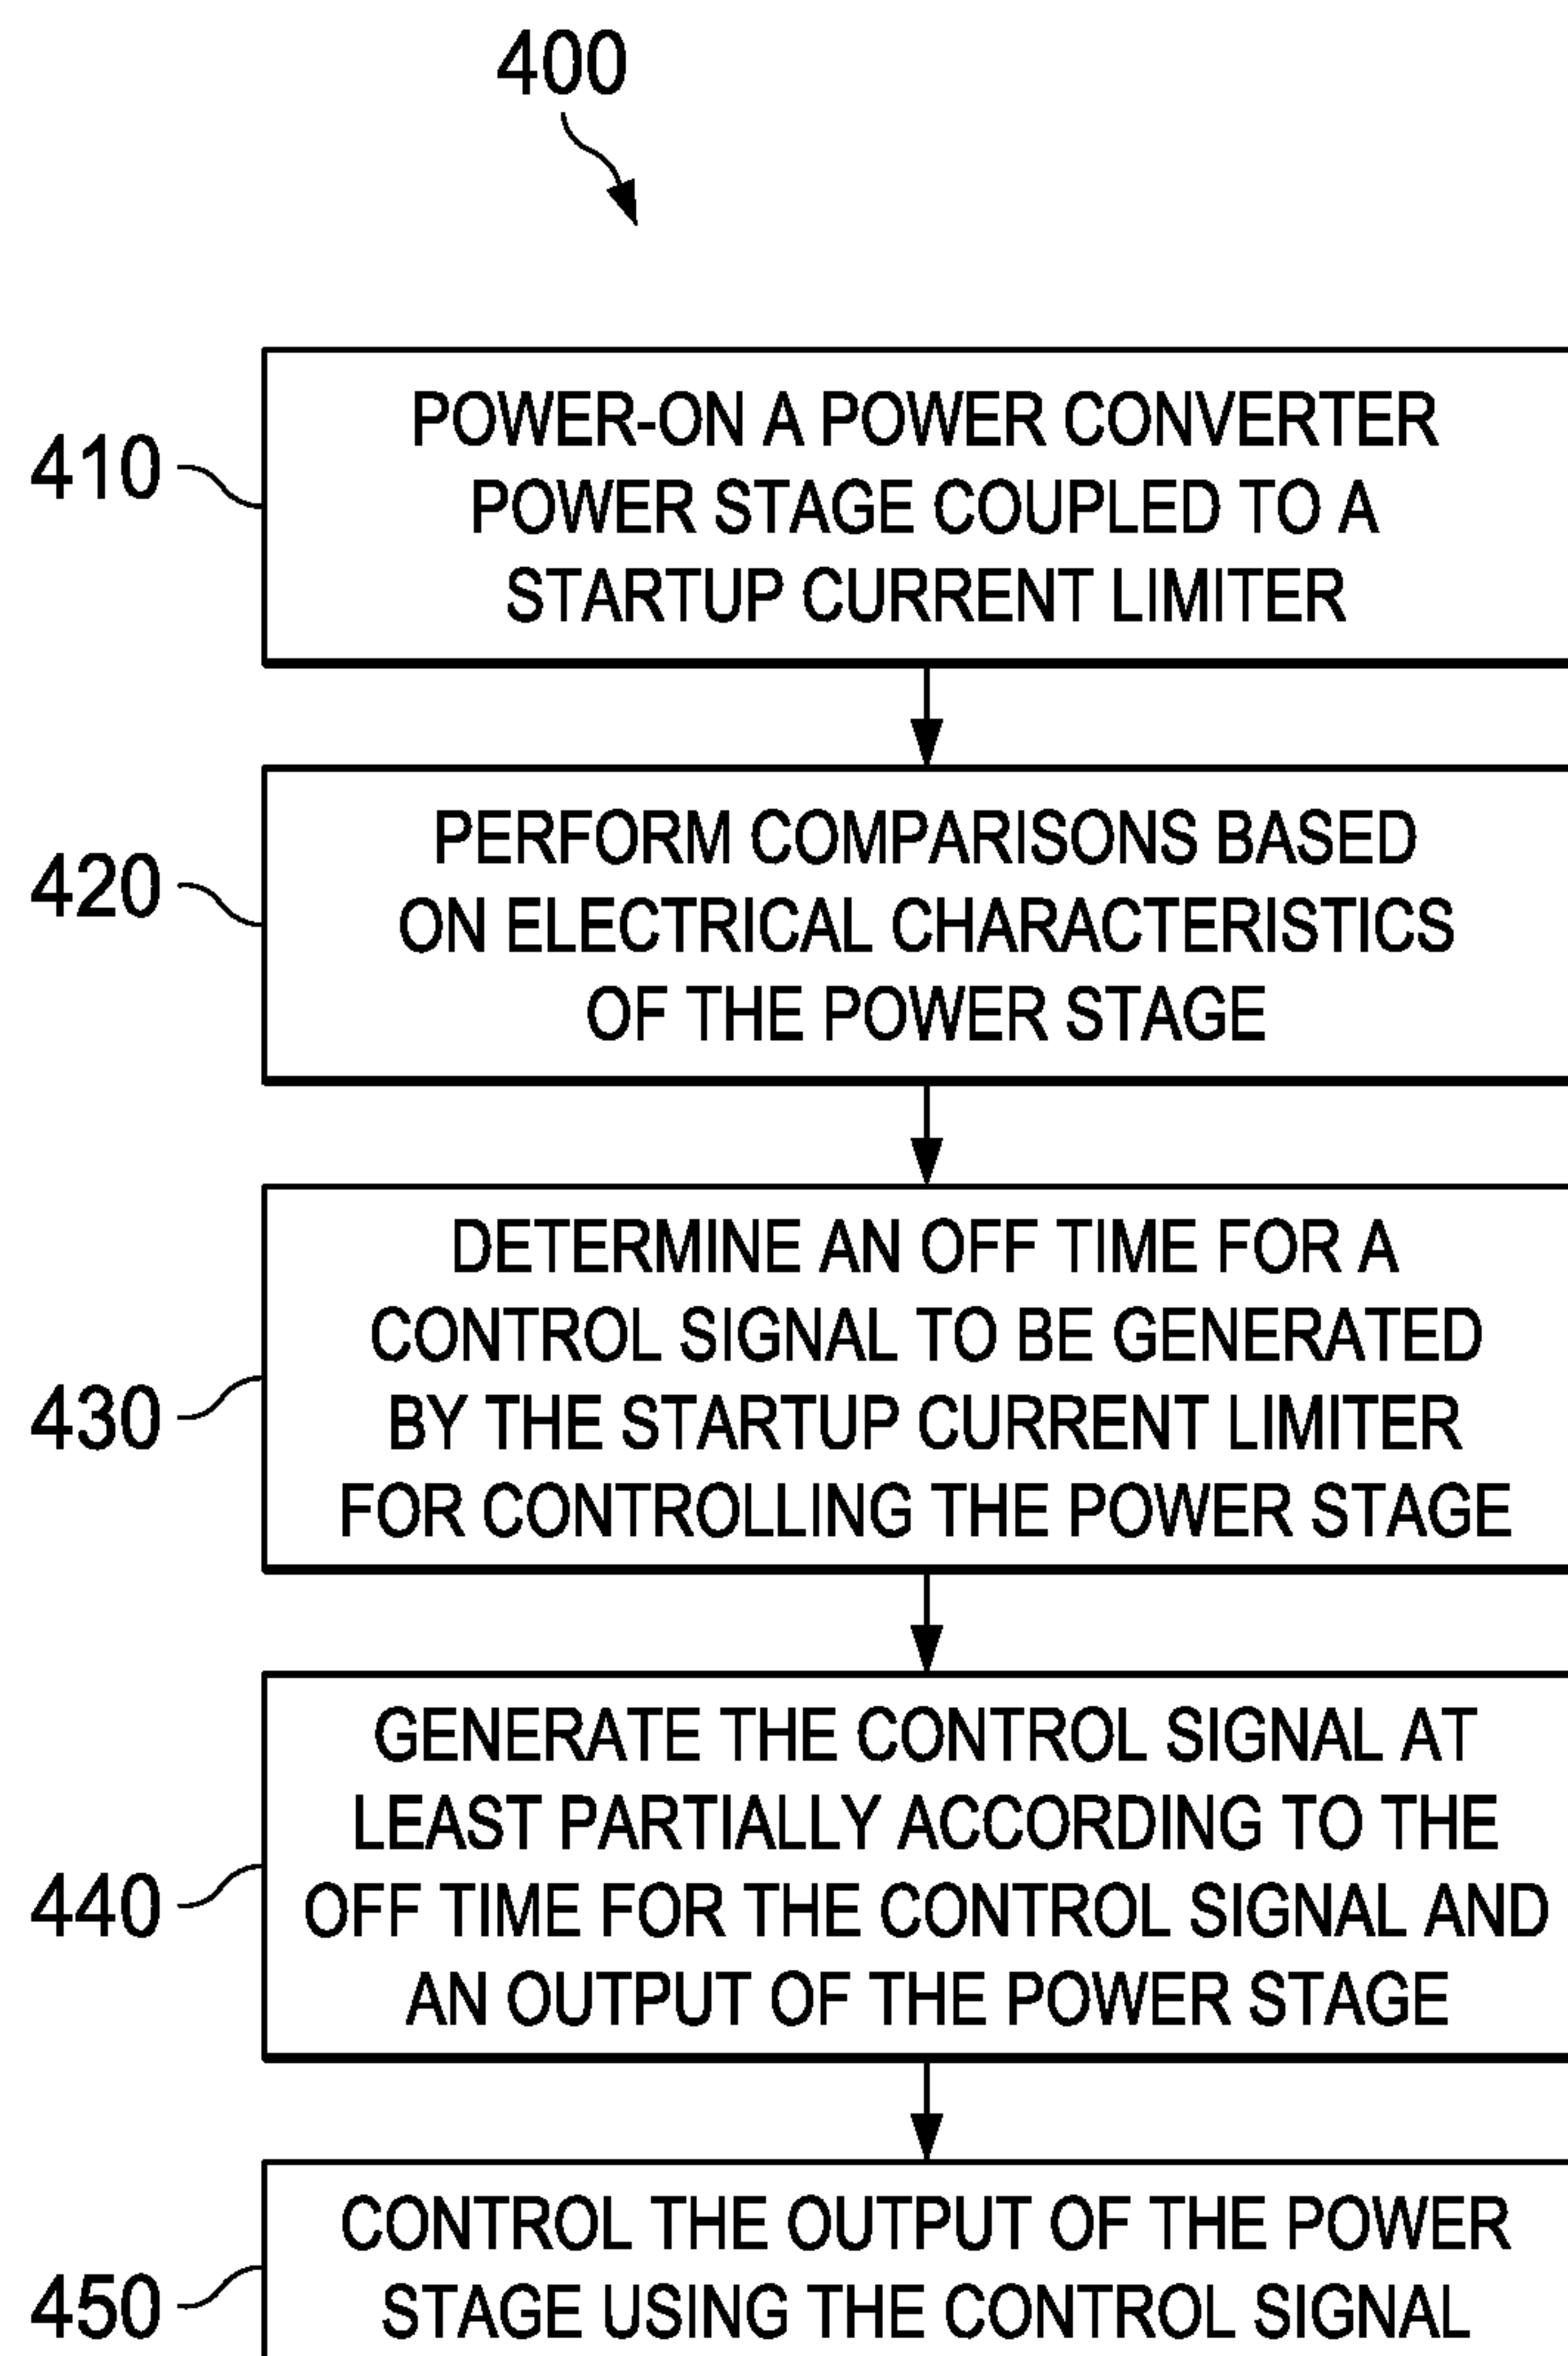 400
410
POWER-ON A POWER CONVERTER
POWER STAGE COUPLED TO A
STARTUP CURRENT LIMITER
420
PERFORM COMPARISONS BASED
ON ELECTRICAL CHARACTERISTICS
OF THE POWER STAGE
430
DETERMINE AN OFF TIME FOR A
CONTROL SIGNAL TO BE GENERATED
BY THE STARTUP CURRENT LIMITER
FOR CONTROLLING THE POWER STAGE
440
GENERATE THE CONTROL SIGNAL AT
LEAST PARTIALLY ACCORDING TO THE
OFF TIME FOR THE CONTROL SIGNAL AND
AN OUTPUT OF THE POWER STAGE
450
CONTROL THE OUTPUT OF THE POWER
STAGE USING THE CONTROL SIGNAL